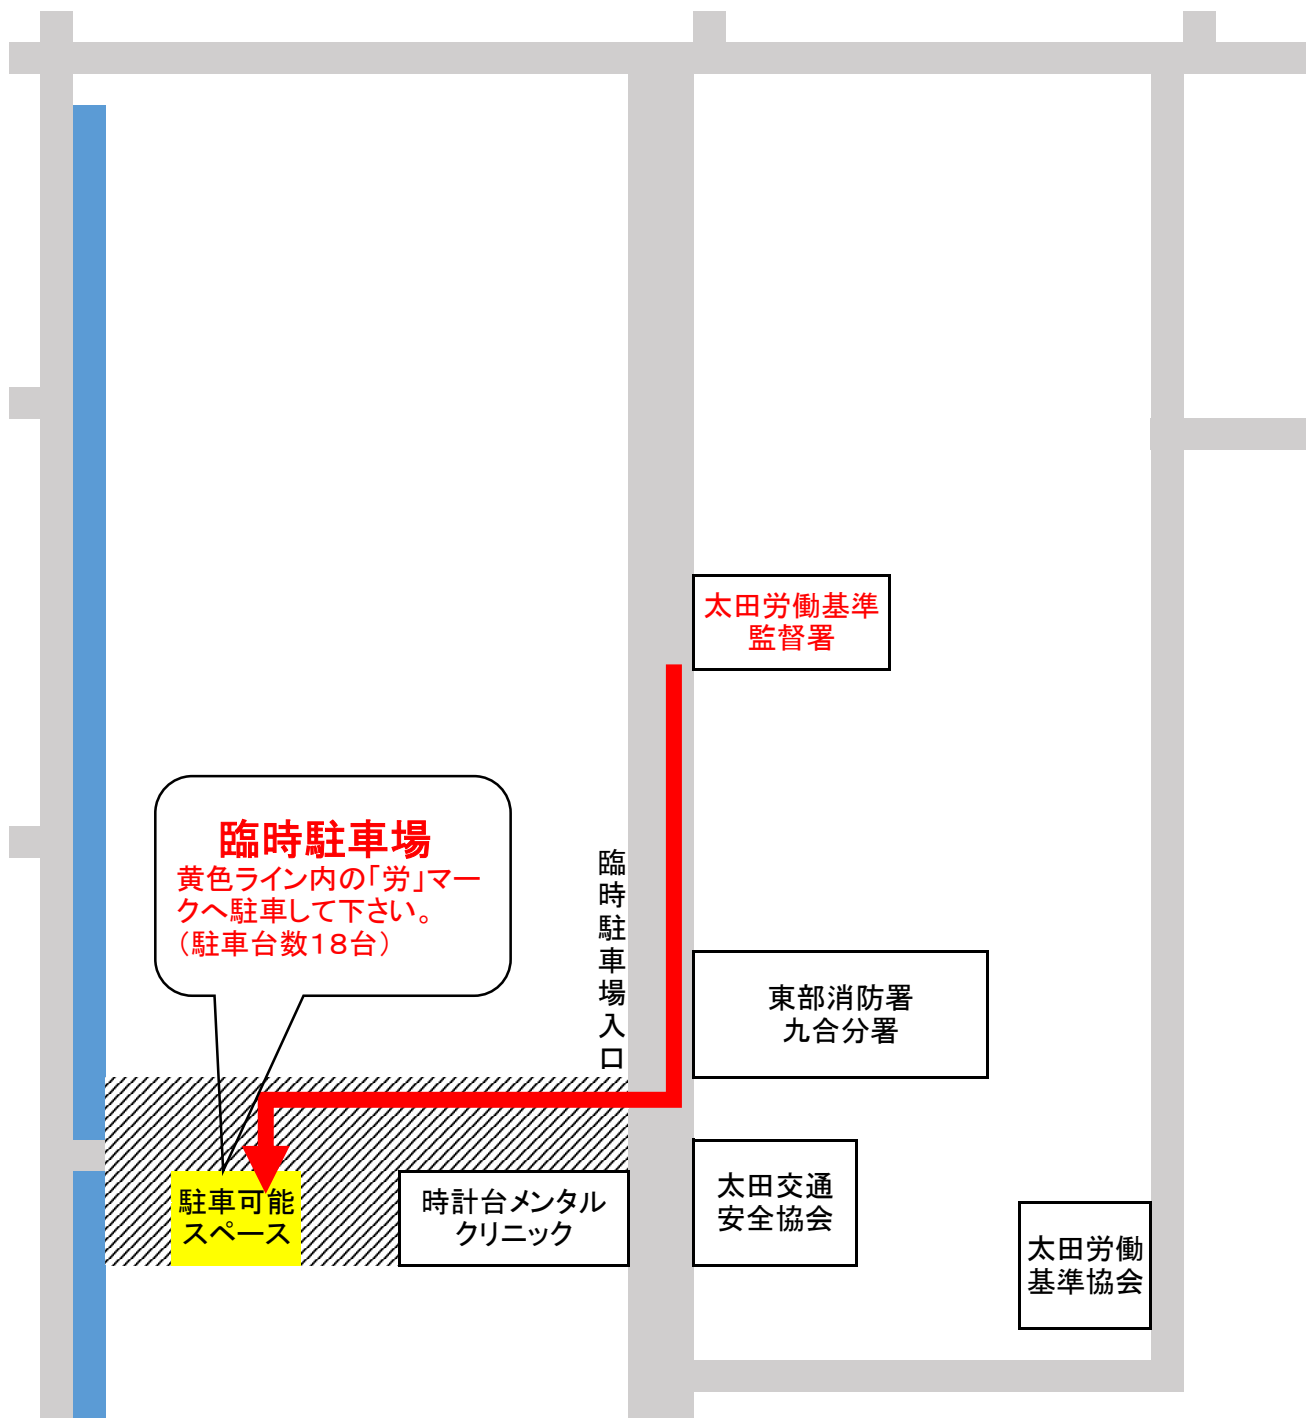 太田労働基準
監督署
臨時駐車場
黄色ライン内の「労」マー
クへ駐車して下さい。
（駐車台数18台）
臨時駐車場入口
東部消防署
九合分署
駐車可能
スペース
時計台メンタル
クリニック
太田交通
安全協会
太田労働
基準協会